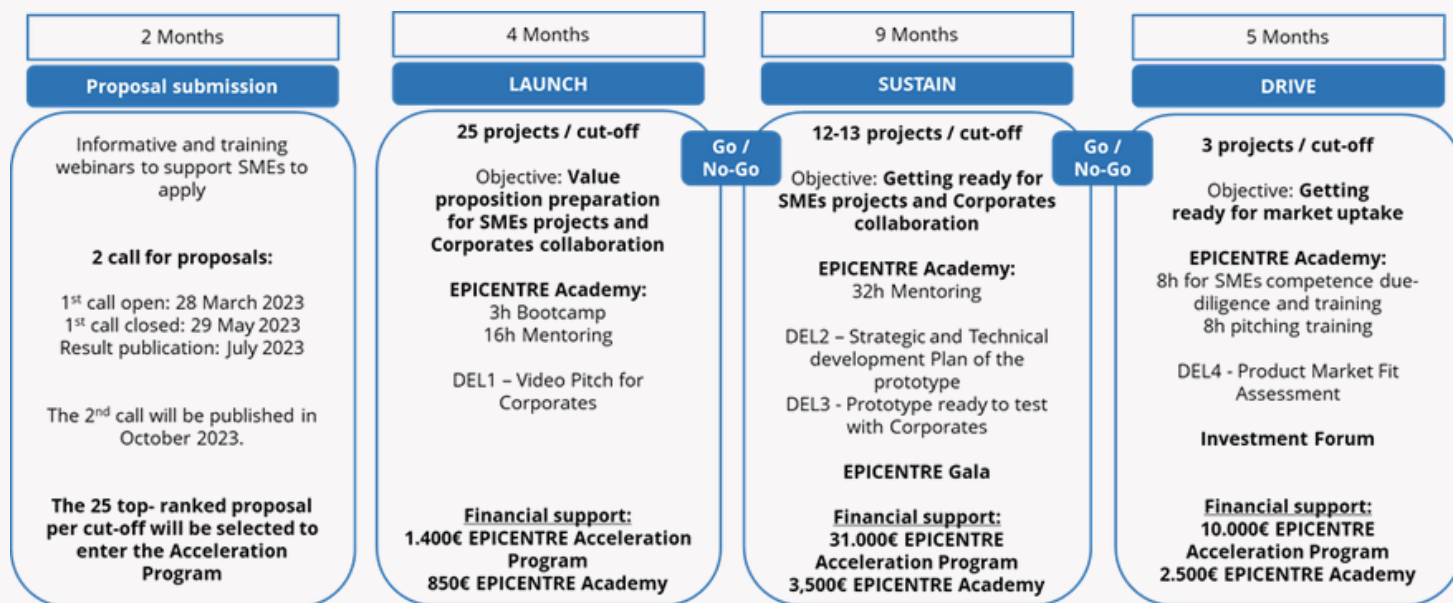 2 Months
Proposal submission
Informative and training
webinars to support SMEs to
apply
2 call for proposals:
1st call open: 28 March 2023
1st call closed: 29 May 2023
Result publication: July 2023
The 2nd call will be published in
October 2023.
The 25 top- ranked proposal
per cut-off will be selected to
enter the Acceleration
Program
4 Months
LAUNCH
25 projects / cut-off
Objective: Value
proposition preparation
for SMEs projects and
Corporates collaboration
EPICENTRE Academy:
3h Bootcamp
16h Mentoring
DEL1 – Video Pitch for
Corporates
Financial support:
1.400€ EPICENTRE Acceleration
Program
850€ EPICENTRE Academy
Go /
No-Go
9 Months
SUSTAIN
12-13 projects / cut-off
Objective: Getting ready for
SMEs projects and Corporates
collaboration
EPICENTRE Academy:
32h Mentoring
DEL2 – Strategic and Technical
development Plan of the
prototype
DEL3 - Prototype ready to test
with Corporates
EPICENTRE Gala
Financial support:
31.000€ EPICENTRE
Acceleration Program
3,500€ EPICENTRE Academy
Go /
No-Go
5 Months
DRIVE
3 projects / cut-off
Objective: Getting
ready for market uptake
EPICENTRE Academy:
8h for SMEs competence due-
diligence and training
8h pitching training
DEL4 - Product Market Fit
Assessment
Investment Forum
Financial support:
10.000€ EPICENTRE
Acceleration Program
2.500€ EPICENTRE Academy